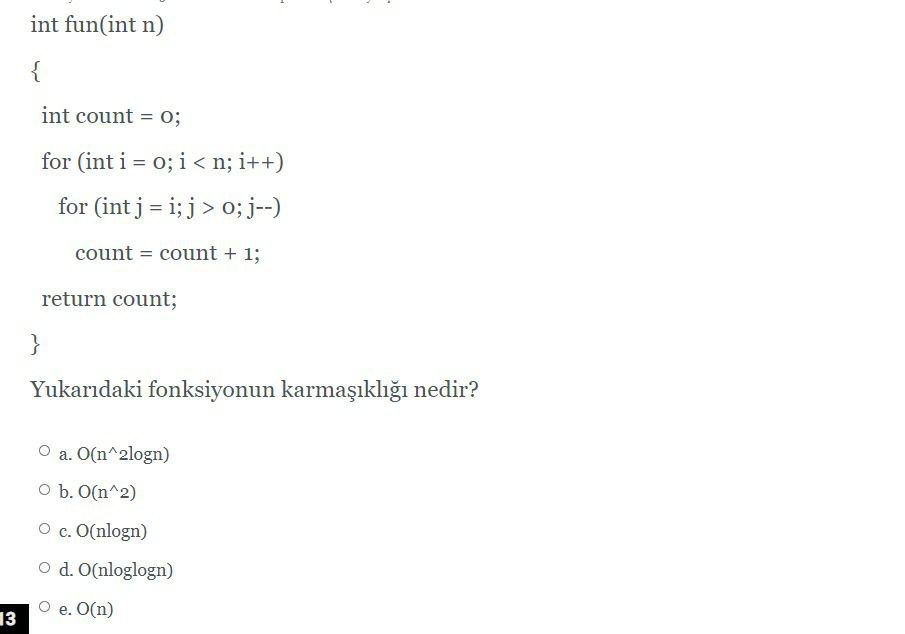 int fun(int n)
{
int count = 0;
for (int i = 0; i < n; i++)
for (int j = i; j > 0; j--)
count = count + 1;
return count;
}
Yukarıdaki fonksiyonun karmaşıklığı nedir?
a. O(n^2logn)
b. O(n^2)
c. O(nlogn)
d. O(nloglogn)
e. O(n)
13